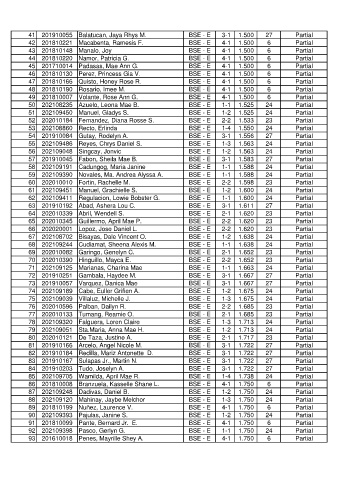 41 201910055 Balatucan, Jaya Rhys M. BSE - E 3-1 1.500 27 Partial
42 201810221 Macabenta, Ramesis F. BSE - E 4-1 1.500 6 Partial
43 201810148 Manalo, Joy BSE - E 4-1 1.500 6 Partial
44 201810220 Namor, Patricia G. BSE - E 4-1 1.500 6 Partial
45 201710014 Padasas, Mae Ann G. BSE - E 4-1 1.500 6 Partial
46 201810130 Perez, Princess Gia V. BSE - E 4-1 1.500 6 Partial
47 201810166 Quisto, Honey Rose R. BSE - E 4-1 1.500 6 Partial
48 201810197 Rosario, Imee M. BSE - E 4-1 1.500 6 Partial
49 201810007 Volante, Rose Ann G. BSE - E 4-1 1.500 6 Partial
50 202108235 Azuelo, Leona Mae B. BSE - E 1-1 1.525 24 Partial
51 202109450 Manuel, Gladys S. BSE - E 1-2 1.525 24 Partial
52 202010184 Fernandez, Diana Rosse S. BSE - E 2-2 1.533 23 Partial
53 202108860 Recto, Erlinda BSE - E 1-4 1.550 24 Partial
54 201910084 Gulay, Rodelyn A. BSE - E 3-1 1.556 27 Partial
55 202109486 Reyes, Chrys Daniel S. BSE - E 1-3 1.563 24 Partial
56 202109048 Singcay, Jonvic BSE - E 1-2 1.563 24 Partial
57 201910045 Fabon, Sheila Mae B. BSE - E 3-1 1.583 27 Partial
58 202109191 Cadungog, Maria Janine BSE - E 1-1 1.588 24 Partial
59 202109390 Novales, Ma. Andrea Alyssa A. BSE - E 1-1 1.588 24 Partial
60 202010010 Fortin, Rachelle M. BSE - E 2-2 1.598 23 Partial
61 202109451 Manuel, Grachielle S. BSE - E 1-2 1.600 24 Partial
62 202109411 Regulacion, Lowie Bobster G. BSE - E 1-1 1.600 24 Partial
63 201910192 Abad, Ashera Lou C. BSE - E 3-1 1.611 27 Partial
64 202010339 Abril, Wendell S. BSE - E 2-1 1.620 23 Partial
65 202010345 Guillermo, April Mae P. BSE - E 2-2 1.620 23 Partial
66 202020001 Lopoz, Jose Daniel L. BSE - E 2-2 1.620 23 Partial
67 202108702 Bisayas, Dale Vincent O. BSE - E 1-2 1.638 24 Partial
68 202109244 Cudiamat, Sheena Alexis M. BSE - E 1-1 1.638 24 Partial
69 202010082 Garingo, Genelyn C. BSE - E 2-1 1.652 23 Partial
70 202010390 Hinguillo, Mayca E. BSE - E 2-2 1.652 23 Partial
71 202109125 Marianas, Charina Mae BSE - E 1-1 1.663 24 Partial
72 201910251 Gambala, Haydee M. BSE - E 3-1 1.667 27 Partial
73 201910057 Vargusz, Danica Mae BSE - E 3-1 1.667 27 Partial
74 202109189 Cabe, Euller Griffen A. BSE - E 1-2 1.675 24 Partial
75 202109039 Villaluz, Michelle J. BSE - E 1-3 1.675 24 Partial
76 202010596 Palban, Dallyn R. BSE - E 2-2 1.685 23 Partial
77 202010133 Tumang, Reamie O. BSE - E 2-1 1.685 23 Partial
78 202109320 Falguera, Loren Claire BSE - E 1-3 1.713 24 Partial
79 202109051 Sta.Maria, Anna Mae H. BSE - E 1-2 1.713 24 Partial
80 202010121 De Taza, Justine A. BSE - E 2-1 1.717 23 Partial
81 201910166 Arcelo, Angel Nicole M. BSE - E 3-1 1.722 27 Partial
82 201910184 Redilla, Mariz Antonette D. BSE - E 3-1 1.722 27 Partial
83 201910167 Sulapas Jr., Martin N. BSE - E 3-1 1.722 27 Partial
84 201910203 Tudo, Joselyn A. BSE - E 3-1 1.722 27 Partial
85 202109705 Wamilda, April Mae R. BSE - E 1-4 1.738 24 Partial
86 201810008 Branzuela, Kasselle Shane L. BSE - E 4-1 1.750 6 Partial
87 202109248 Dadivas, Daniel B BSE - E 1-2 1.750 24 Partial
88 202109120 Mahinay, Jaybe Melchor BSE - E 1-3 1.750 24 Partial
89 201810199 Nuñez, Laurence V. BSE - E 4-1 1.750 6 Partial
90 202109393 Pajulas, Janine S. BSE - E 1-2 1.750 24 Partial
91 201810099 Pante, Bernard Jr. E. BSE - E 4-1 1.750 6 Partial
92 202109398 Pasco, Gerlyn G. BSE - E 1-1 1.750 24 Partial
93 201610018 Penes, Mayrille Shey A. BSE - E 4-1 1.750 6 Partial